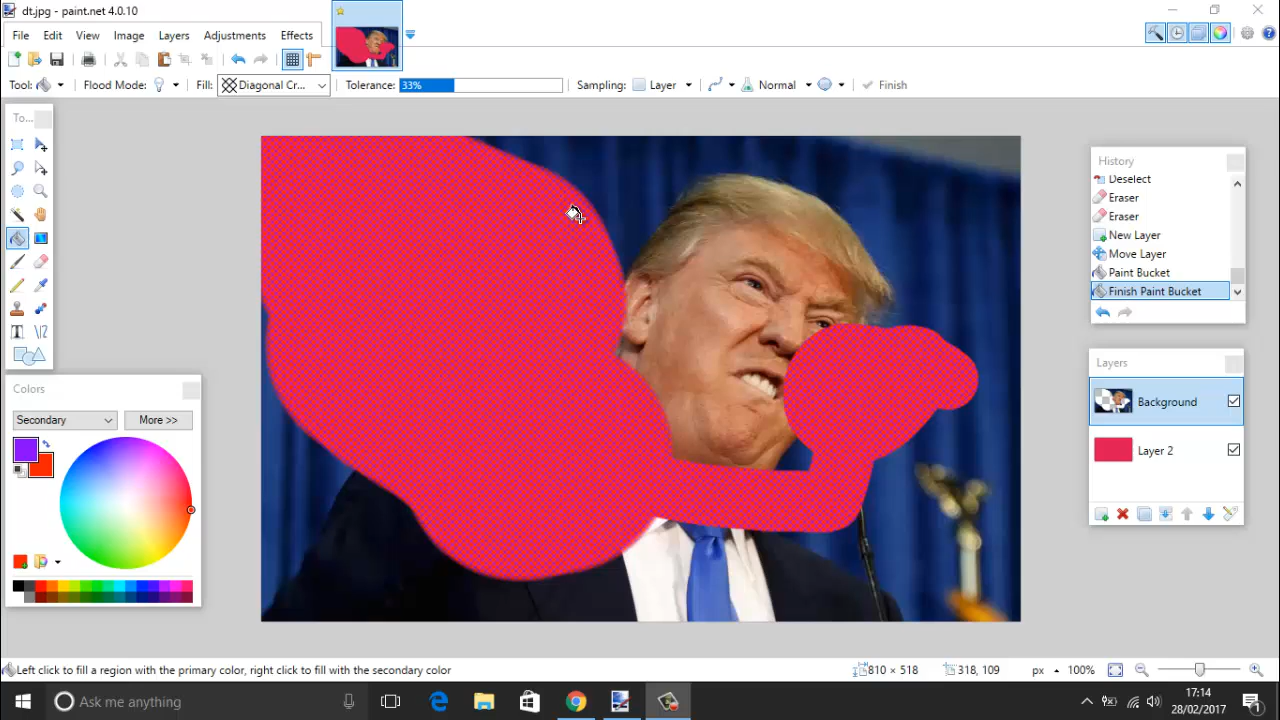 dt.jpg - paint.net 4.0.10
File Edit View Image Layers Adjustments Effects
Tool: Flood Mode: Fill: Diagonal Cr... Tolerance: 33% Sampling: Layer Normal Finish
To...
History
Deselect
Eraser
Eraser
New Layer
Move Layer
Paint Bucket
Finish Paint Bucket
Layers
Background
Layer 2
Colors
Secondary More >>
Left click to fill a region with the primary color, right click to fill with the secondary color 810 × 518 318, 109 px 100%
Ask me anything
17:14
28/02/2017
1